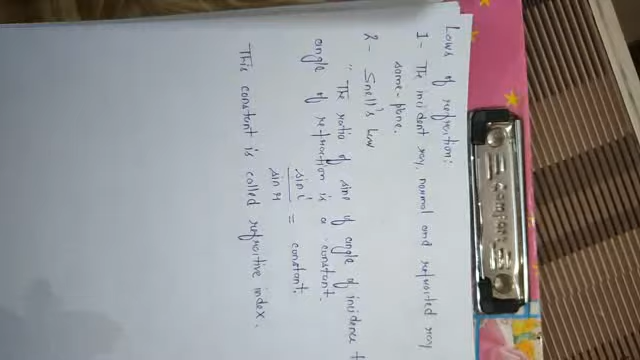 Laws of refraction:
1- The incident ray, normal and refracted ray
same-plane.
2- Snell's law
" The ratio of sine of angle of incidence t
angle of refraction is a constant.
sin i
sin r = constant.
This constant is called refractive index.